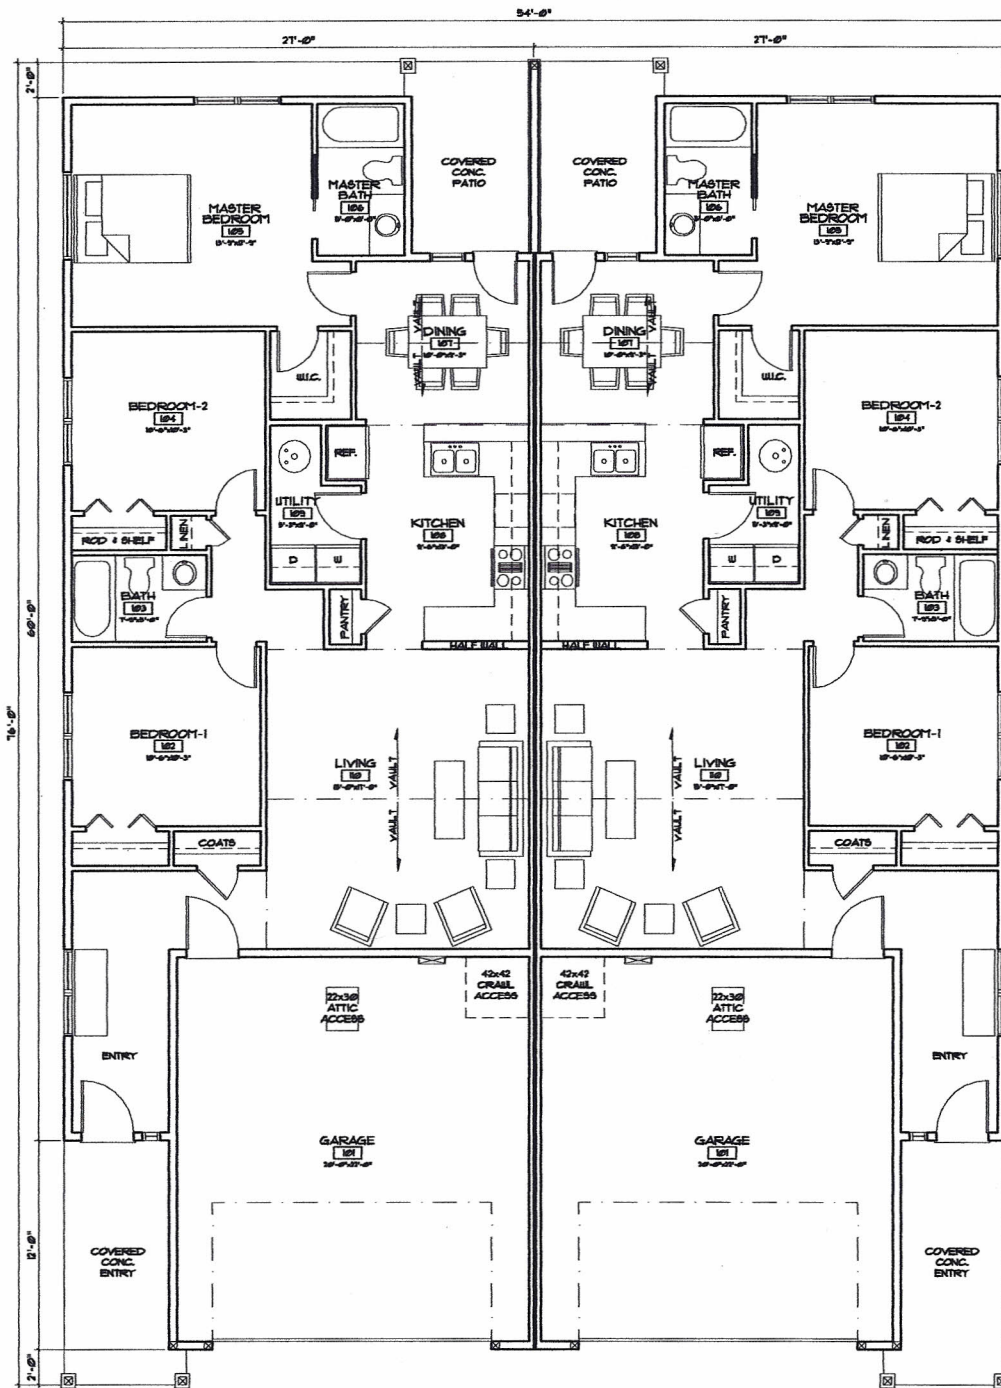 54'-0"
27'-0" 27'-0"
2'-0"
COVERED
CONC.
PATIO
COVERED
CONC.
PATIO
MASTER
BATH
106
MASTER
BATH
106
MASTER
BEDROOM
105
MASTER
BEDROOM
105
VAULT
DINING
107
VAULT
VAULT
DINING
107
VAULT
W.I.C.
W.I.C.
BEDROOM-2
104
BEDROOM-2
104
REF.
REF.
UTILITY
109
UTILITY
109
KITCHEN
108
KITCHEN
108
ROD & SHELF
LINEN
LINEN
ROD & SHELF
D W
W D
BATH
103
BATH
103
PANTRY
PANTRY
60'-0"
HALF WALL
HALF WALL
76'-0"
BEDROOM-1
102
BEDROOM-1
102
LIVING
110
VAULT
VAULT
LIVING
110
VAULT
VAULT
COATS
COATS
42x42
CRAWL
ACCESS
42x42
CRAWL
ACCESS
22x30
ATTIC
ACCESS
22x30
ATTIC
ACCESS
ENTRY
ENTRY
GARAGE
101
GARAGE
101
12'-0"
COVERED
CONC.
ENTRY
COVERED
CONC.
ENTRY
2'-0"